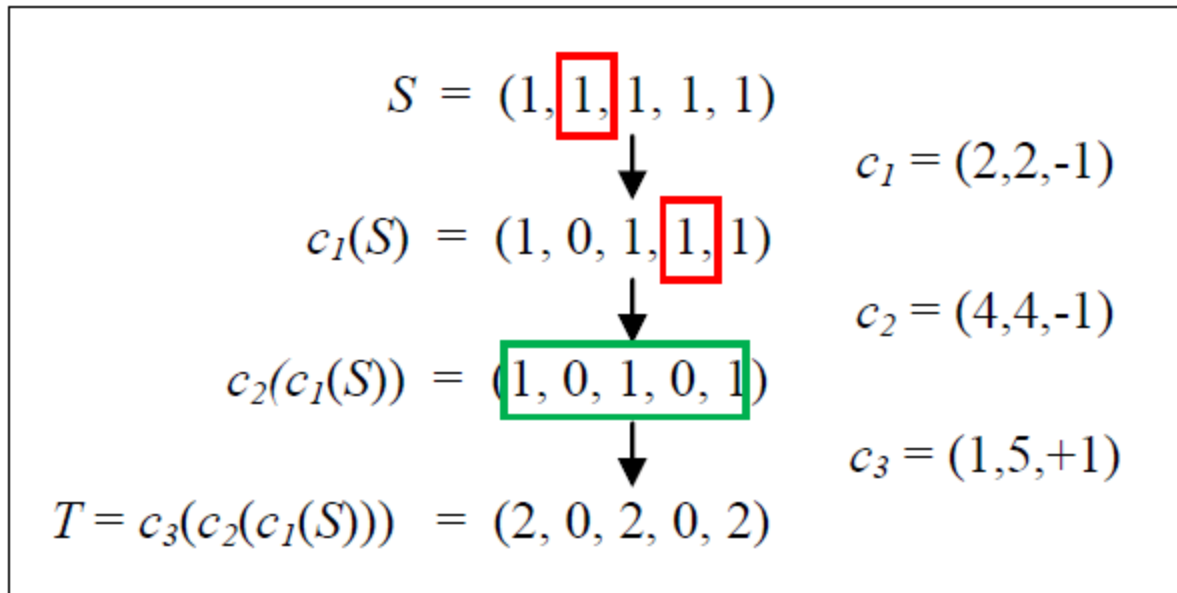 S = (1, 1, 1, 1, 1)
c1 = (2,2,-1)
c1(S) = (1, 0, 1, 1, 1)
c2 = (4,4,-1)
c2(c1(S)) = (1, 0, 1, 0, 1)
c3 = (1,5,+1)
T = c3(c2(c1(S))) = (2, 0, 2, 0, 2)